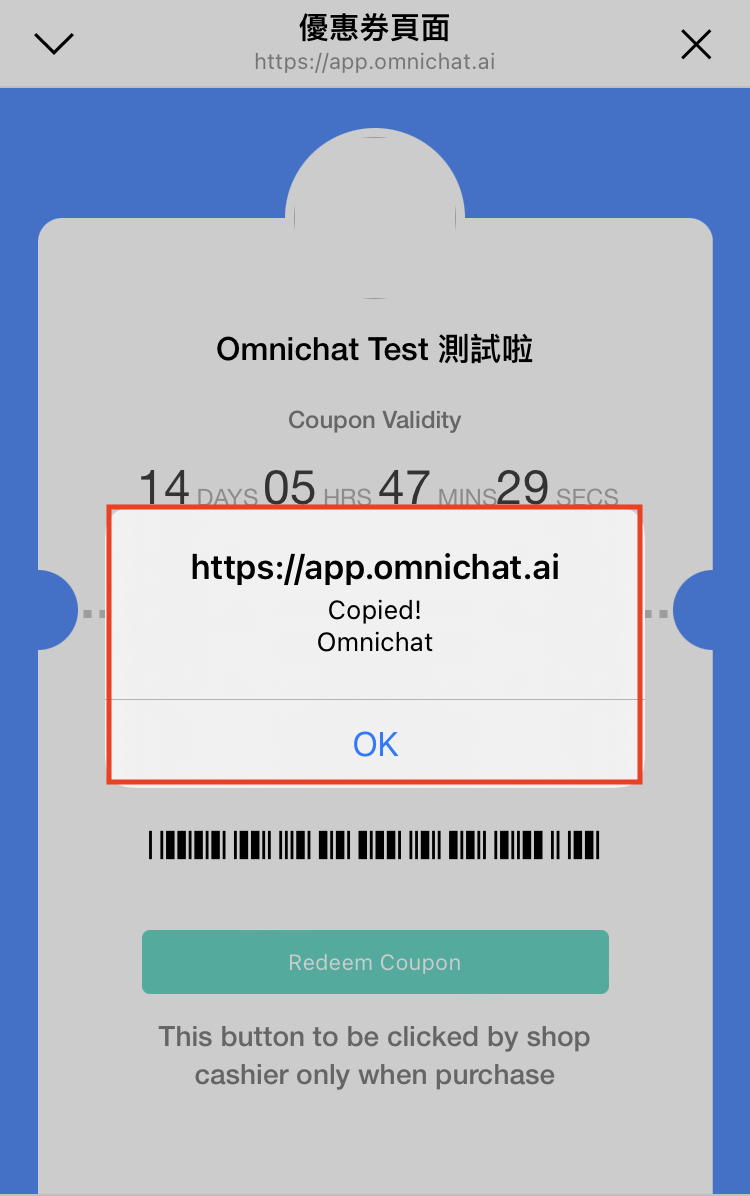 優惠券頁面
https://app.omnichat.ai
Omnichat Test 測試啦
Coupon Validity
14 DAYS 05 HRS 47 MINS 29 SECS
https://app.omnichat.ai
Copied!
Omnichat
OK
Redeem Coupon
This button to be clicked by shop
cashier only when purchase